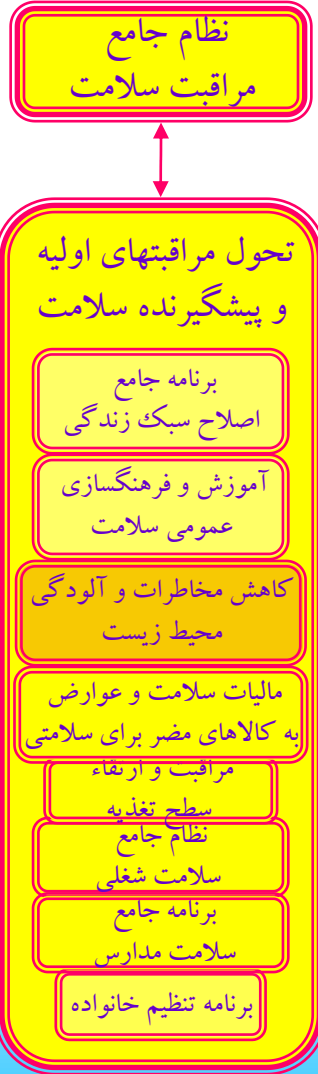 نظام جامع
مراقبت سلامت
تحول مراقبتهای اولیه
و پیشگیرنده سلامت
برنامه جامع
اصلاح سبک زندگی
آموزش و فرهنگسازی
عمومی سلامت
کاهش مخاطرات و آلودگی
محیط زیست
مالیات سلامت و عوارض
به کالاهای مضر برای سلامتی
مراقبت و ارتقاء
سطح تغذیه
نظام جامع
سلامت شغلی
برنامه جامع
سلامت مدارس
برنامه تنظیم خانواده